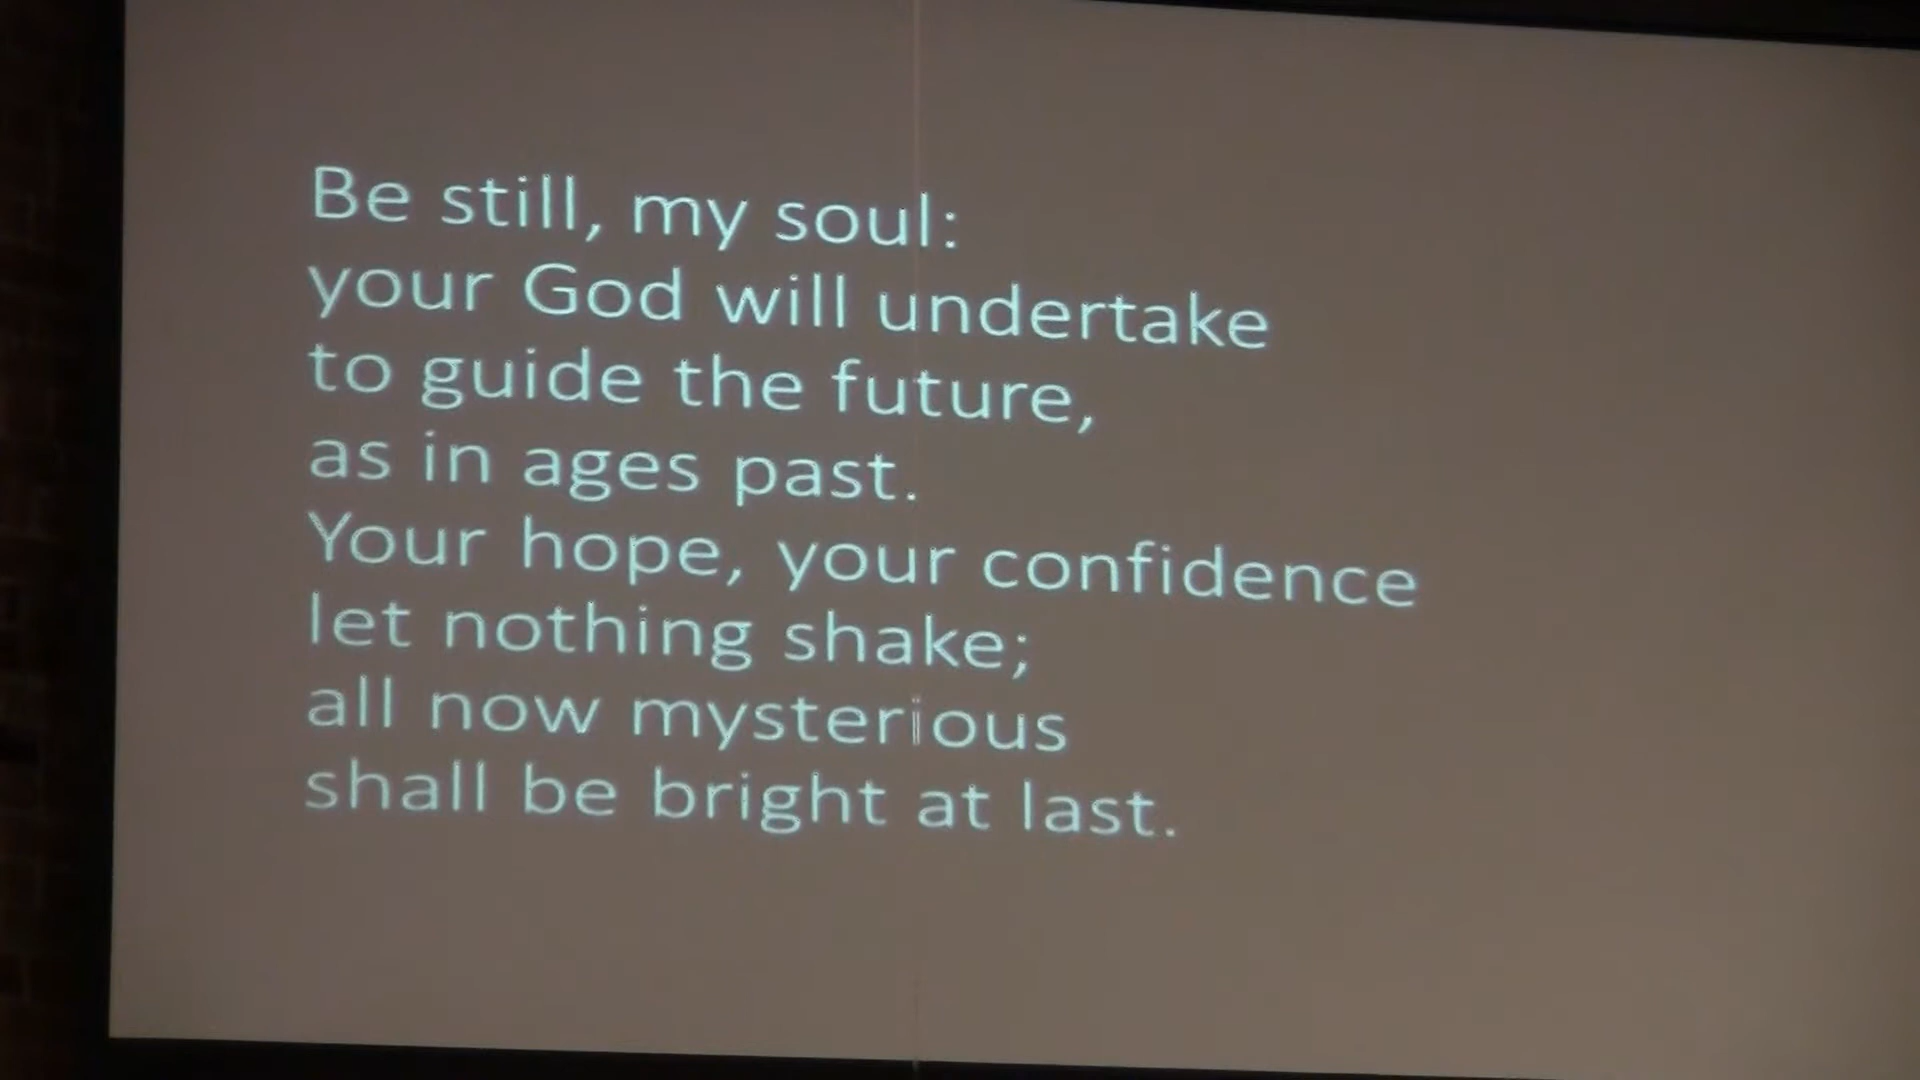 Be still, my soul:
your God will undertake
to guide the future,
as in ages past.
Your hope, your confidence
let nothing shake;
all now mysterious
shall be bright at last.